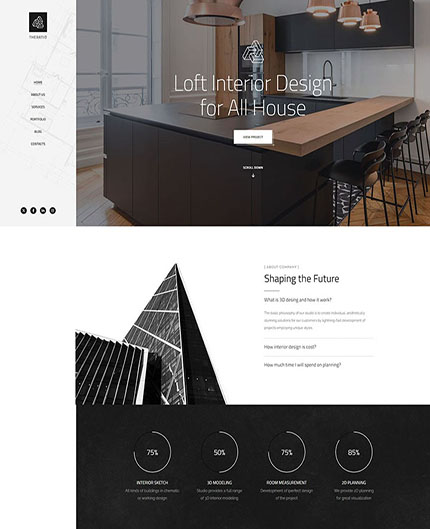 THERATIO
HOME
ABOUT US
SERVICES
PORTFOLIO
BLOG
CONTACTS
Loft Interior Design
for All House
VIEW PROJECT
SCROLL DOWN
[ ABOUT COMPANY ]
Shaping the Future
What is 3D desing and how it work?
The basic philosophy of our studio is to create individual, aesthetically
stunning solutions for our customers by lightning-fast development of
projects employing unique styles.
How interior design is cost?
How much time I will spend on planning?
75%
50%
75%
85%
INTERIOR SKETCH
3D MODELING
ROOM MEASUREMENT
2D PLANNING
All kinds of buildings in
or working design
Studio provides a full range
of 3d interior modeling
Development of perfect design
of the project
We provide 2D planning
for great visualization